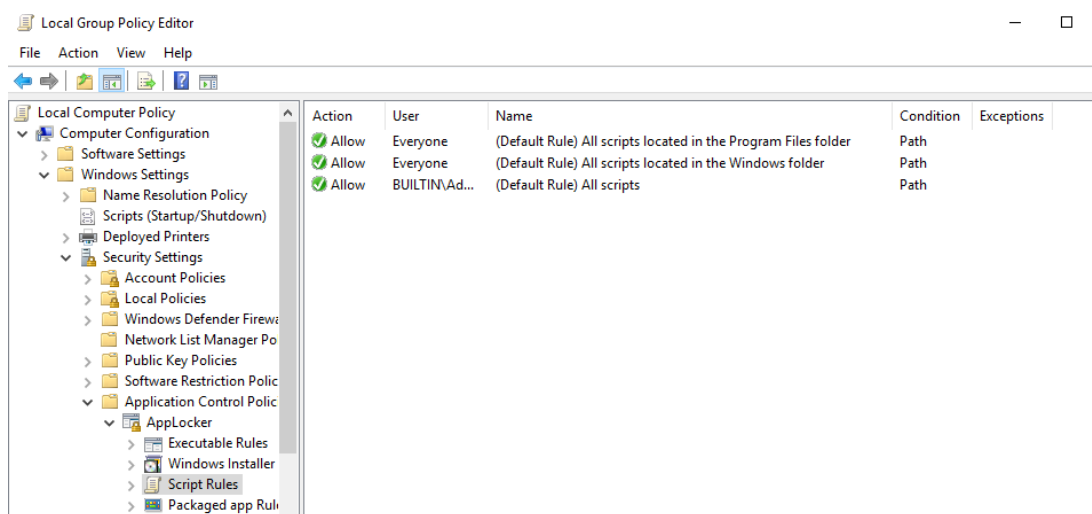 Local Group Policy Editor
File Action View Help
Local Computer Policy
Computer Configuration
Software Settings
Windows Settings
Name Resolution Policy
Scripts (Startup/Shutdown)
Deployed Printers
Security Settings
Account Policies
Local Policies
Windows Defender Firewa
Network List Manager Po
Public Key Policies
Software Restriction Polic
Application Control Polic
AppLocker
Executable Rules
Windows Installer
Script Rules
Packaged app Rul
Action User Name Condition Exceptions
Allow Everyone (Default Rule) All scripts located in the Program Files folder Path
Allow Everyone (Default Rule) All scripts located in the Windows folder Path
Allow BUILTIN\Ad... (Default Rule) All scripts Path